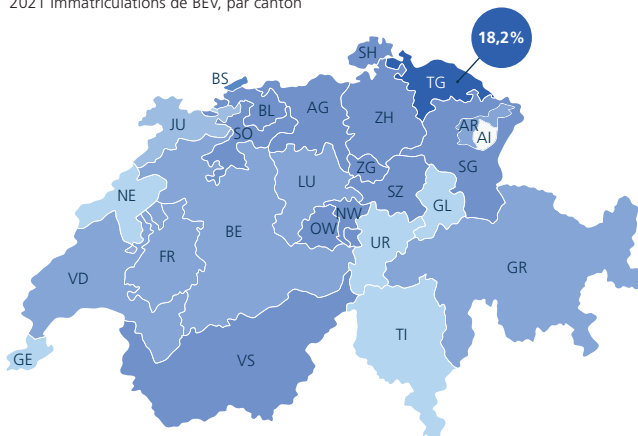 2021 Immatriculations de BEV, par canton
18,2%
SH
TG
BS
BL
AG
ZH
JU
SO
AR
AI
ZG
SG
LU
SZ
NE
GL
NW
OW
BE
UR
FR
GR
VD
TI
GE
VS